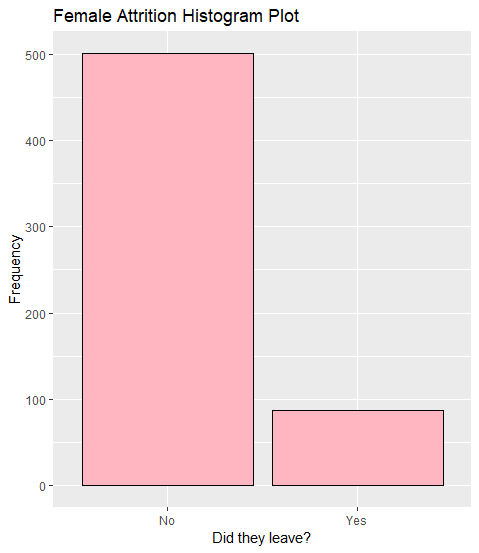 Female Attrition Histogram Plot
500
400
300
200
100
0
Frequency
No Yes
Did they leave?